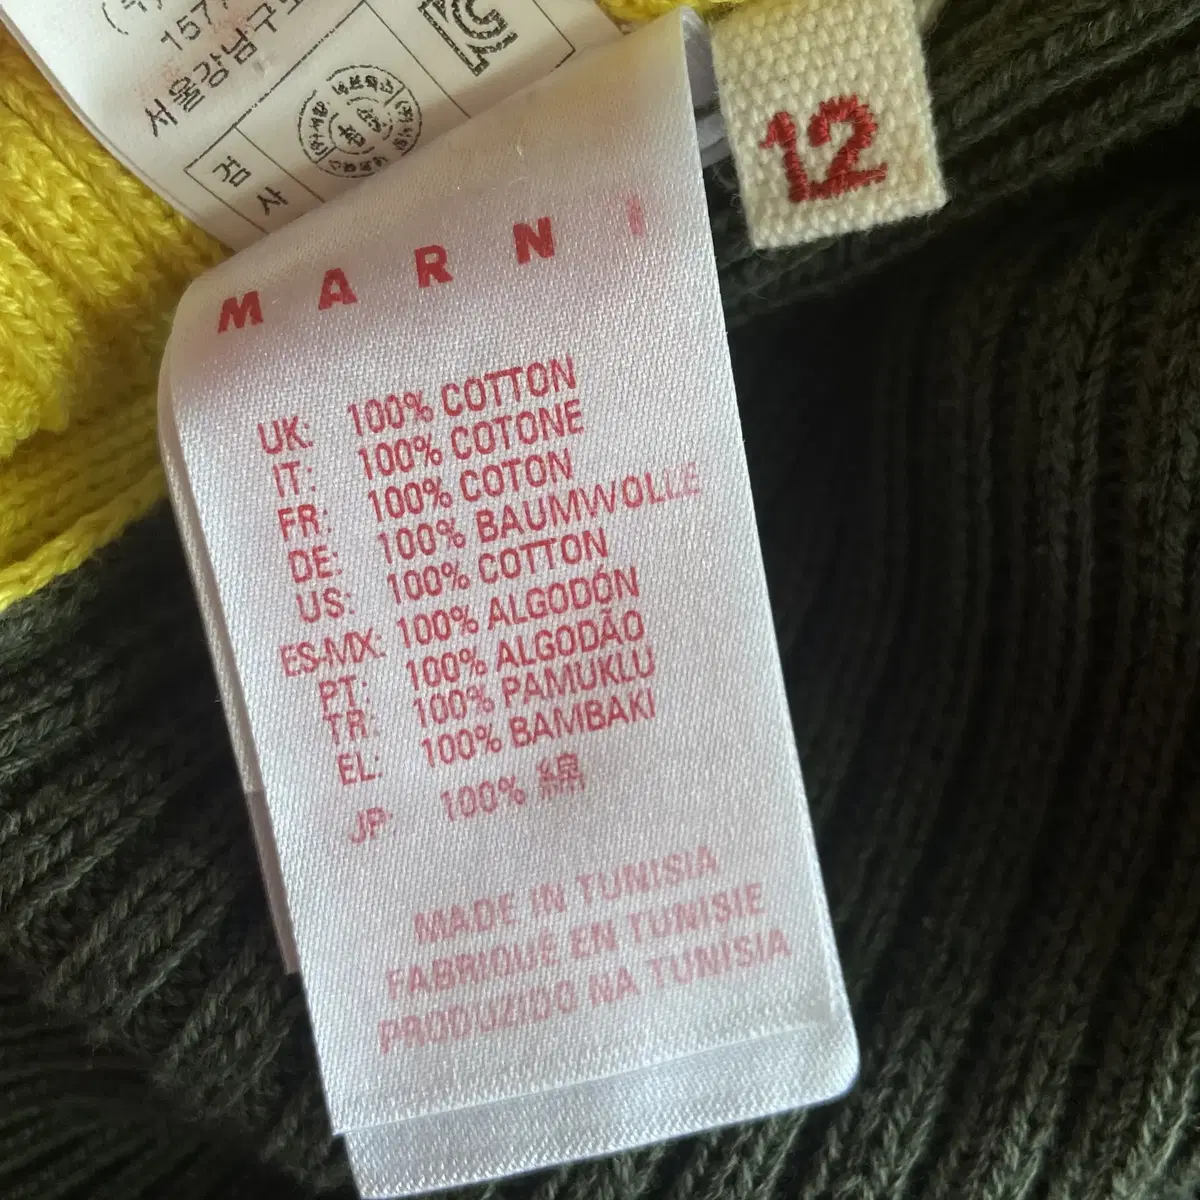 157
서울강남구
검
사
12
MARNI
UK: 100% COTTON
IT: 100% COTONE
FR: 100% COTON
DE: 100% BAUMWOLLE
US: 100% COTTON
ES-MX: 100% ALGODÓN
PT: 100% ALGODÃO
TR: 100% PAMUKLU
EL: 100% BAMBAKI
JP: 100% 綿
MADE IN TUNISIA
FABRIQUÉ EN TUNISIE
PRODUZIDO NA TUNISIA